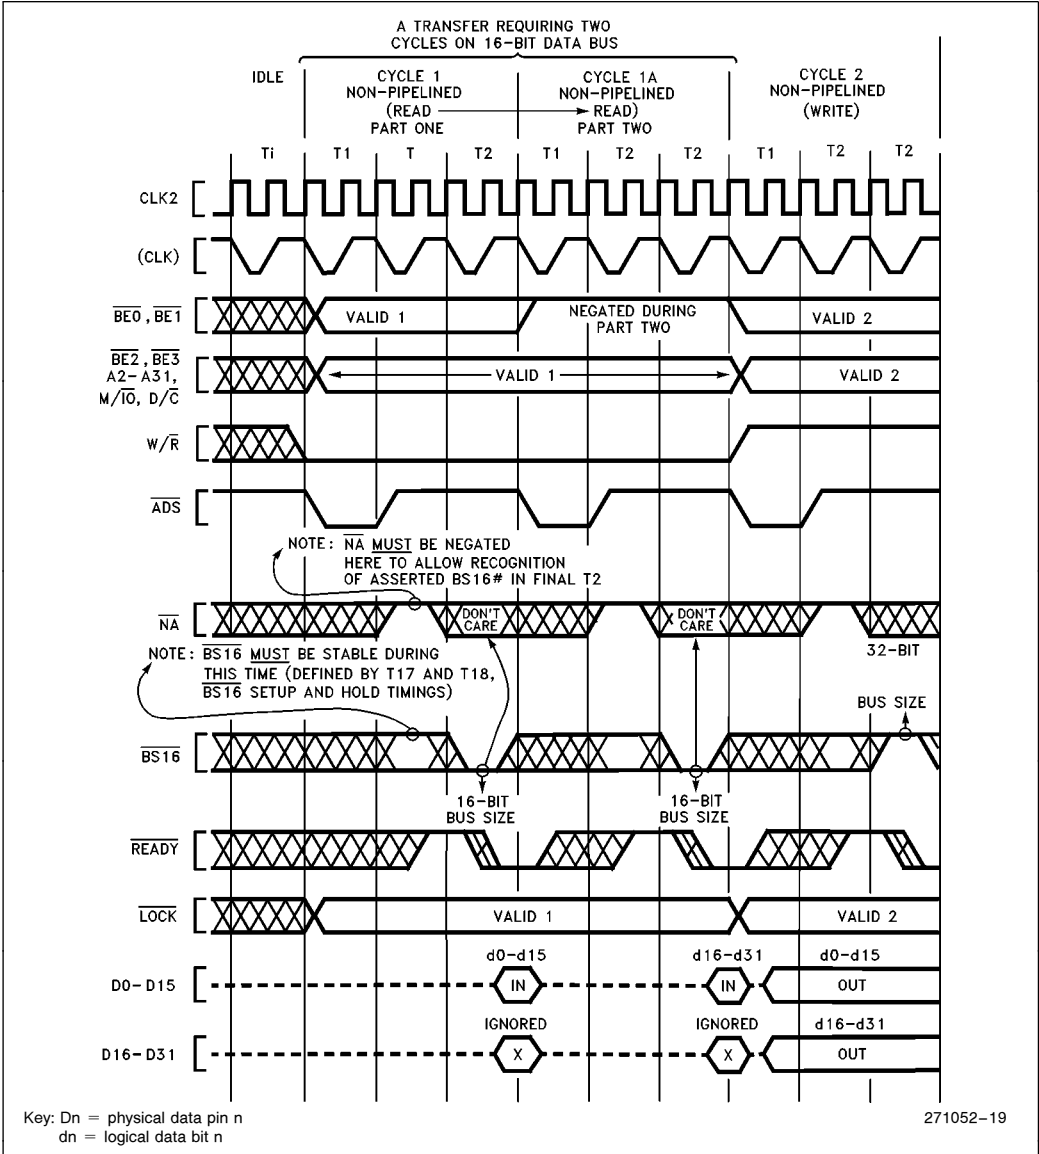 A TRANSFER REQUIRING TWO
CYCLES ON 16-BIT DATA BUS
IDLE
CYCLE 1
NON-PIPELINED
(READ
PART ONE
CYCLE 1A
NON-PIPELINED
READ)
PART TWO
CYCLE 2
NON-PIPELINED
(WRITE)
Ti T1 T T2 T1 T2 T2 T1 T2 T2
CLK2
(CLK)
BE0, BE1
VALID 1
NEGATED DURING
PART TWO
VALID 2
BE2, BE3
A2-A31,
M/IO, D/C
VALID 1
VALID 2
W/R
ADS
NOTE: NA MUST BE NEGATED
HERE TO ALLOW RECOGNITION
OF ASSERTED BS16# IN FINAL T2
NA
DON'T
CARE
DON'T
CARE
32-BIT
NOTE: BS16 MUST BE STABLE DURING
THIS TIME (DEFINED BY T17 AND T18,
BS16 SETUP AND HOLD TIMINGS)
BUS SIZE
BS16
16-BIT
BUS SIZE
16-BIT
BUS SIZE
READY
LOCK
VALID 1
VALID 2
d0-d15 d16-d31 d0-d15
D0-D15
IN IN OUT
IGNORED IGNORED d16-d31
D16-D31
X X OUT
Key: Dn = physical data pin n
dn = logical data bit n
271052-19